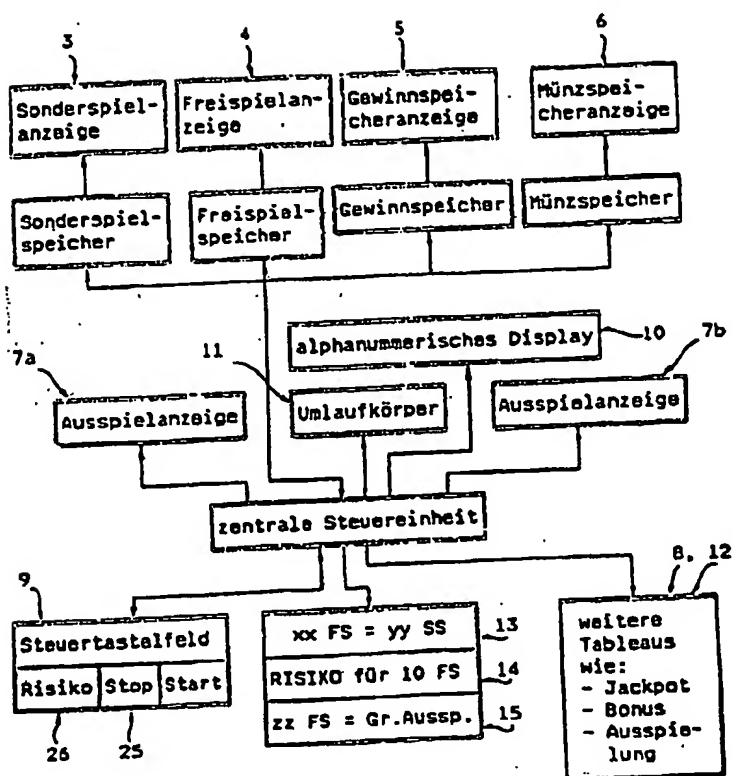 3
4
5
6
Sonderspiel-
anzeige
Freispielan-
zeige
Gewinnspei-
cheranzeige
Münzspei-
cheranzeige
Sonderspiel-
speicher
Freispiel-
speicher
Gewinnspeicher
Münzspeicher
alphanummerisches Display
10
7a
11
7b
Ausspielanzeige
Umlaufkörper
Ausspielanzeige
zentrale Steuereinheit
9
8, 12
Steuertastelfeld
Risiko Stop Start
26
25
xx FS = yy SS
13
RISIKO für 10 FS
14
zz FS = Gr.Aussp.
15
weitere
Tableaus
wie:
- Jackpot
- Bonus
- Ausspie-
lung